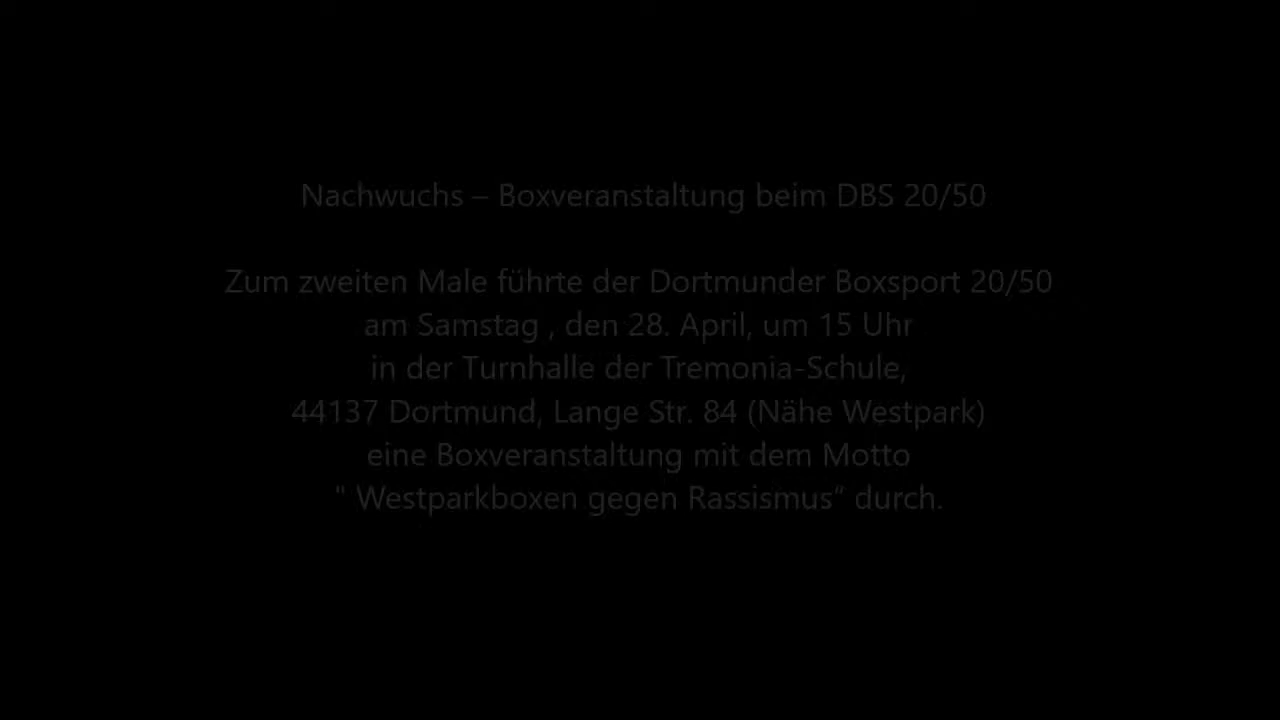 Nachwuchs – Boxveranstaltung beim DBS 20/50
Zum zweiten Male führte der Dortmunder Boxsport 20/50
am Samstag , den 28. April, um 15 Uhr
in der Turnhalle der Tremonia-Schule,
44137 Dortmund, Lange Str. 84 (Nähe Westpark)
eine Boxveranstaltung mit dem Motto
" Westparkboxen gegen Rassismus“ durch.